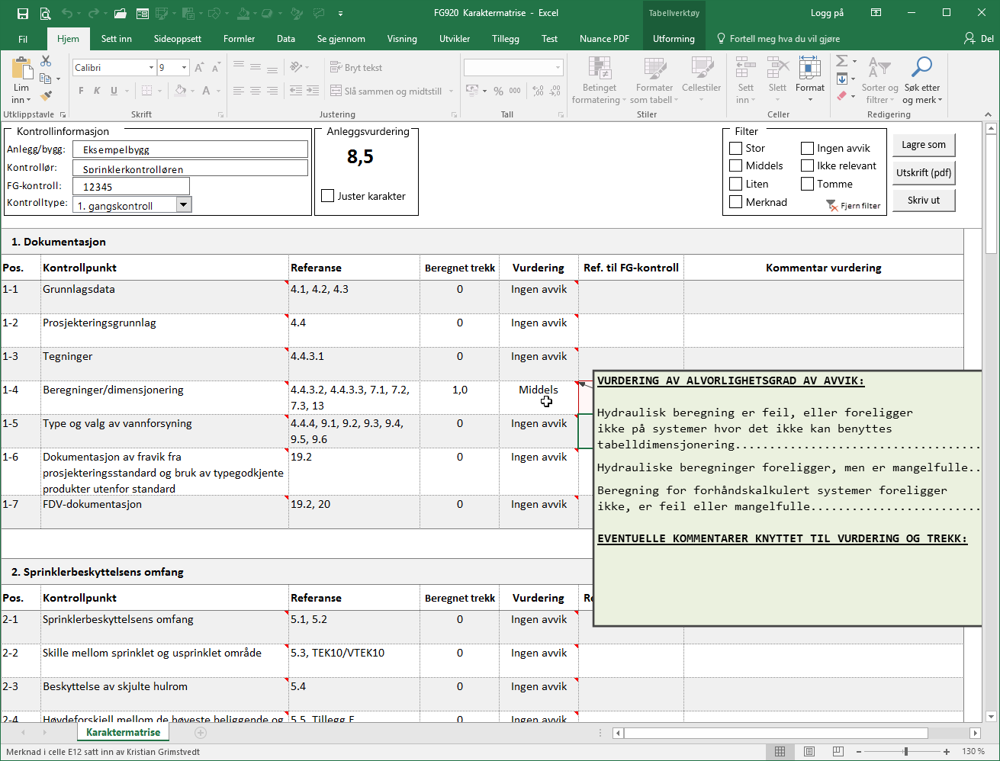 FG920 Karaktermatrise - Excel
Tabellverktøy
Logg på
Fil
Hjem
Sett inn
Sideoppsett
Formler
Data
Se gjennom
Visning
Utvikler
Tillegg
Test
Nuance PDF
Utforming
Fortell meg hva du vil gjøre
Del
Lim inn
Calibri
9
F K U
A
Bryt tekst
Slå sammen og midtstill
% 000
Betinget formatering
Formater som tabell
Cellestiler
Sett inn
Slett
Format
Sorter og filtrer
Søk etter og merk
Utklippstavle
Skrift
Justering
Tall
Stiler
Celler
Redigering
Kontrollinformasjon
Anlegg/bygg: Eksempelbygg
Kontrollør: Sprinklerkontrolløren
FG-kontroll: 12345
Kontrolltype: 1. gangskontroll
Anleggsvurdering
8,5
Juster karakter
Filter
Stor
Ingen avvik
Middels
Ikke relevant
Liten
Tomme
Merknad
Fjern filter
Lagre som
Utskrift (pdf)
Skriv ut
1. Dokumentasjon
Pos. Kontrollpunkt Referanse Beregnet trekk Vurdering Ref. til FG-kontroll Kommentar vurdering
1-1 Grunnlagsdata 4.1, 4.2, 4.3 0 Ingen avvik
1-2 Prosjekteringsgrunnlag 4.4 0 Ingen avvik
1-3 Tegninger 4.4.3.1 0 Ingen avvik
1-4 Beregninger/dimensjonering 4.4.3.2, 4.4.3.3, 7.1, 7.2, 1,0 Middels
7.3, 13
1-5 Type og valg av vannforsyning 4.4.4, 9.1, 9.2, 9.3, 9.4, 0 Ingen avvik
9.5, 9.6
1-6 Dokumentasjon av fravik fra 19.2 0 Ingen avvik
prosjekteringsstandard og bruk av typegodkjente
produkter utenfor standard
1-7 FDV-dokumentasjon 19.2, 20 0 Ingen avvik
VURDERING AV ALVORLIGHETSGRAD AV AVVIK:
Hydraulisk beregning er feil, eller foreligger
ikke på systemer hvor det ikke kan benyttes
tabelldimensjonering...................................
Hydrauliske beregninger foreligger, men er mangelfulle..
Beregning for forhåndskalkulert systemer foreligger
ikke, er feil eller mangelfulle.........................
EVENTUELLE KOMMENTARER KNYTTET TIL VURDERING OG TREKK:
2. Sprinklerbeskyttelsens omfang
Pos. Kontrollpunkt Referanse Beregnet trekk Vurdering
2-1 Sprinklerbeskyttelsens omfang 5.1, 5.2 0 Ingen avvik
2-2 Skille mellom sprinklet og usprinklet område 5.3, TEK10/VTEK10 0 Ingen avvik
2-3 Beskyttelse av skjulte hulrom 5.4 0 Ingen avvik
2-4 Høydeforskjell mellom de høyeste beliggende og 5.5, Tillegg F 0 Ingen avvik
Karaktermatrise
Merknad i celle E12 satt inn av Kristian Grimstvedt
130 %